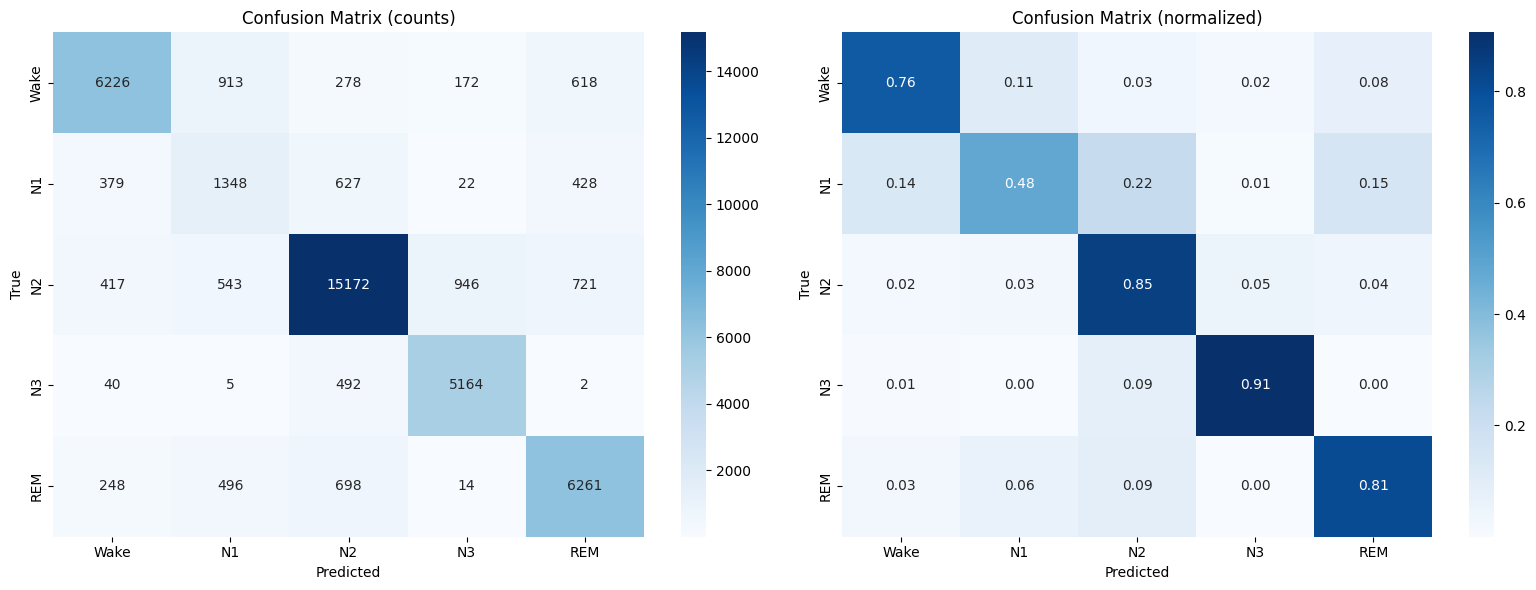 Confusion Matrix (counts)
True
Wake 6226 913 278 172 618
N1 379 1348 627 22 428
N2 417 543 15172 946 721
N3 40 5 492 5164 2
REM 248 496 698 14 6261
Wake N1 N2 N3 REM
Predicted
14000
12000
10000
8000
6000
4000
2000
Confusion Matrix (normalized)
True
Wake 0.76 0.11 0.03 0.02 0.08
N1 0.14 0.48 0.22 0.01 0.15
N2 0.02 0.03 0.85 0.05 0.04
N3 0.01 0.00 0.09 0.91 0.00
REM 0.03 0.06 0.09 0.00 0.81
Wake N1 N2 N3 REM
Predicted
0.8
0.6
0.4
0.2